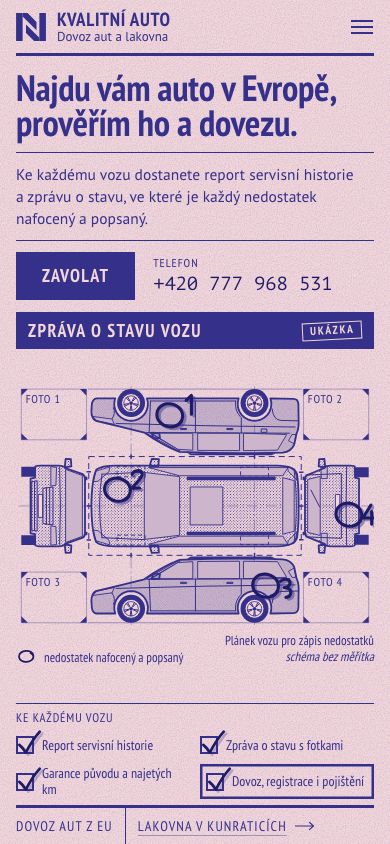 KVALITNÍ AUTO
Dovoz aut a lakovna
Najdu vám auto v Evropě,
prověřím ho a dovezu.
Ke každému vozu dostanete report servisní historie
a zprávu o stavu, ve které je každý nedostatek
nafocený a popsaný.
ZAVOLAT
TELEFON
+420 777 968 531
ZPRÁVA O STAVU VOZU
UKÁZKA
FOTO 1
1
FOTO 2
2
4
3
FOTO 3
FOTO 4
Plánek vozu pro zápis nedostatků
schéma bez měřítka
nedostatek nafocený a popsaný
KE KAŽDÉMU VOZU
Report servisní historie
Zpráva o stavu s fotkami
Garance původu a najetých
km
Dovoz, registrace i pojištění
DOVOZ AUT Z EU
LAKOVNA V KUNRATICÍCH